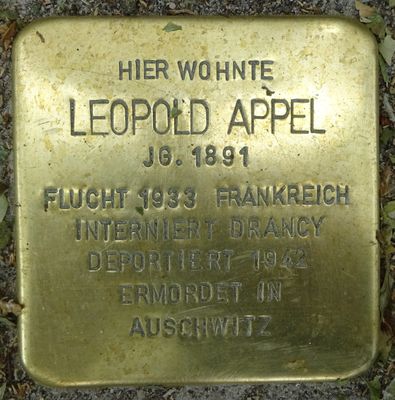 HIER WOHNTE
LEOPOLD APPEL
JG. 1891
FLUCHT 1933 FRANKREICH
INTERNIERT DRANCY
DEPORTIERT 1942
ERMORDET IN
AUSCHWITZ